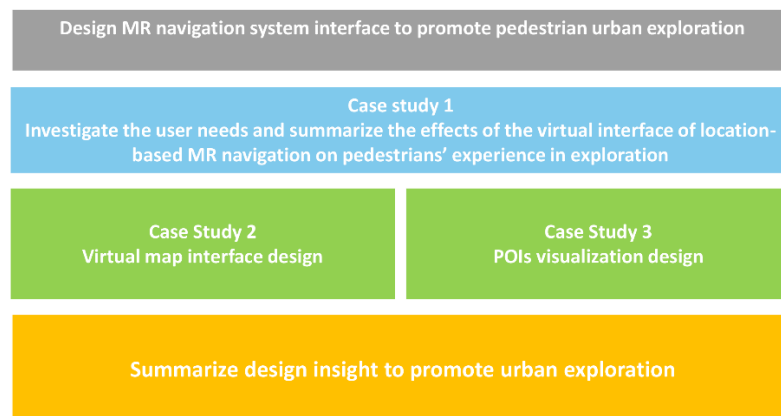 Design MR navigation system interface to promote pedestrian urban exploration
Case study 1
Investigate the user needs and summarize the effects of the virtual interface of location-
based MR navigation on pedestrians’ experience in exploration
Case Study 2
Virtual map interface design
Case Study 3
POIs visualization design
Summarize design insight to promote urban exploration